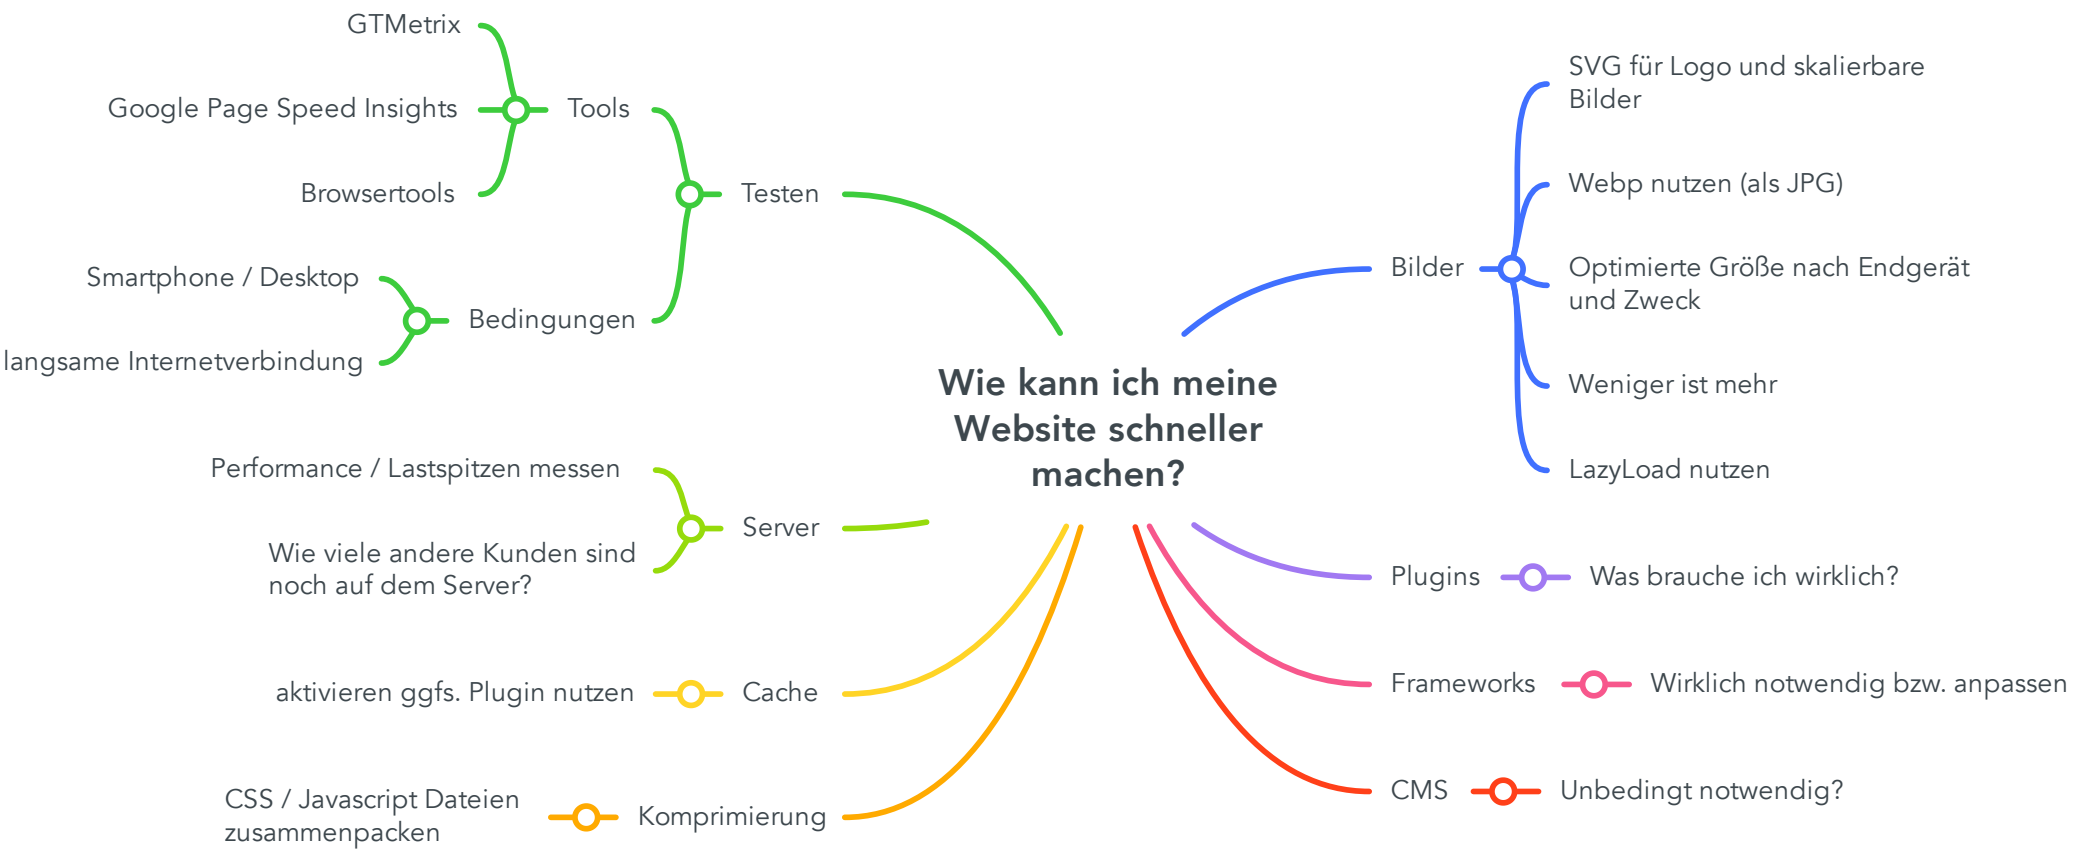 Wie kann ich meine
Website schneller
machen?
Testen
Tools
GTMetrix
Google Page Speed Insights
Browsertools
Bedingungen
Smartphone / Desktop
langsame Internetverbindung
Server
Performance / Lastspitzen messen
Wie viele andere Kunden sind
noch auf dem Server?
Cache
aktivieren ggfs. Plugin nutzen
Komprimierung
CSS / Javascript Dateien
zusammenpacken
Bilder
SVG für Logo und skalierbare
Bilder
Webp nutzen (als JPG)
Optimierte Größe nach Endgerät
und Zweck
Weniger ist mehr
LazyLoad nutzen
Plugins
Was brauche ich wirklich?
Frameworks
Wirklich notwendig bzw. anpassen
CMS
Unbedingt notwendig?